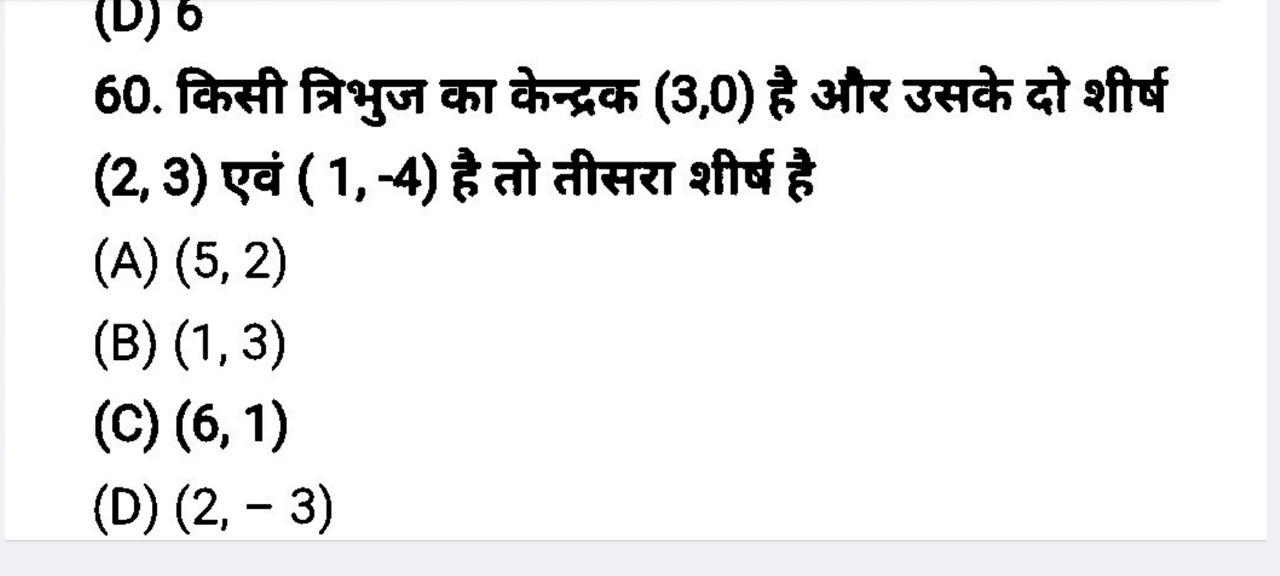 (D) 6
60. किसी त्रिभुज का केन्द्रक (3,0) है और उसके दो शीर्ष
(2, 3) एवं ( 1, -4) है तो तीसरा शीर्ष है
(A) (5, 2)
(B) (1, 3)
(C) (6, 1)
(D) (2, – 3)